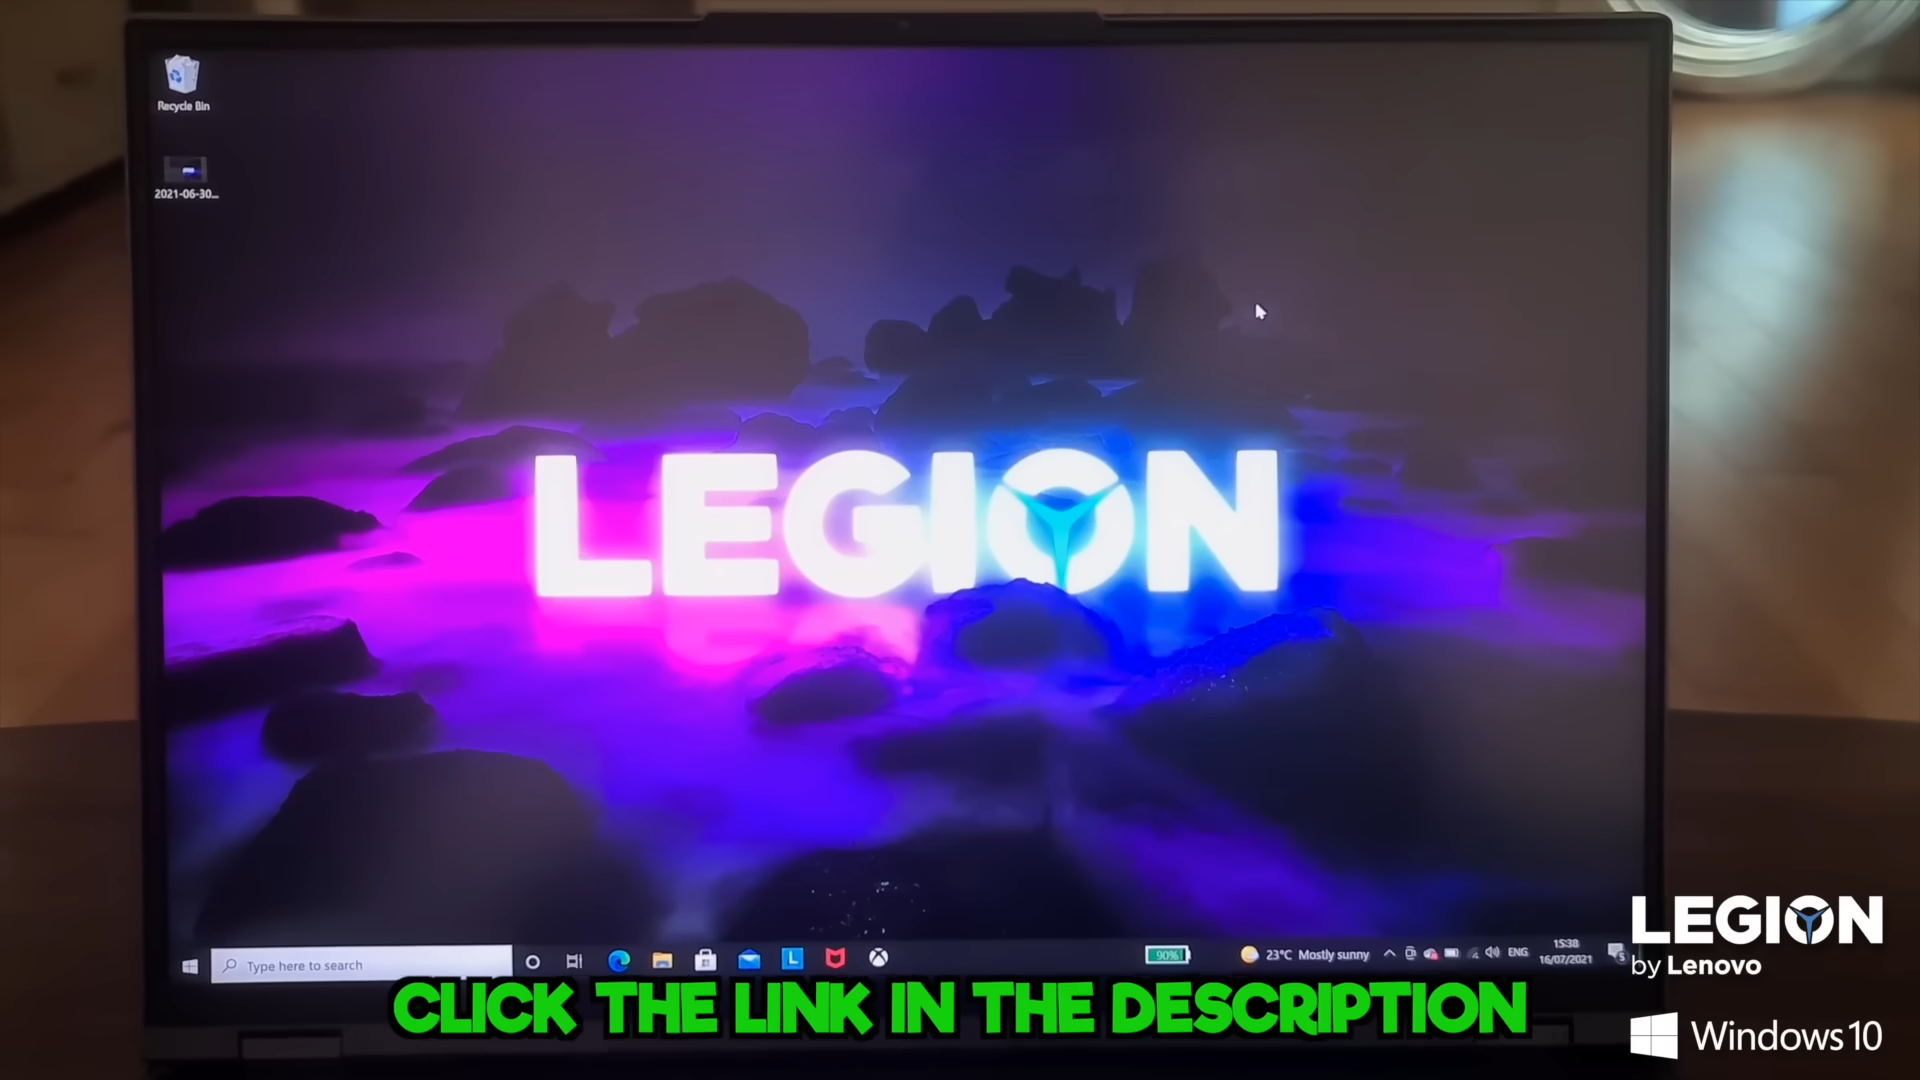 Recycle Bin
2021-06-30...
LEGION
Type here to search
L
90%
23°C Mostly sunny
ENG
15:38
16/07/2021
5
CLICK THE LINK IN THE DESCRIPTION
LEGION
by Lenovo
Windows 10